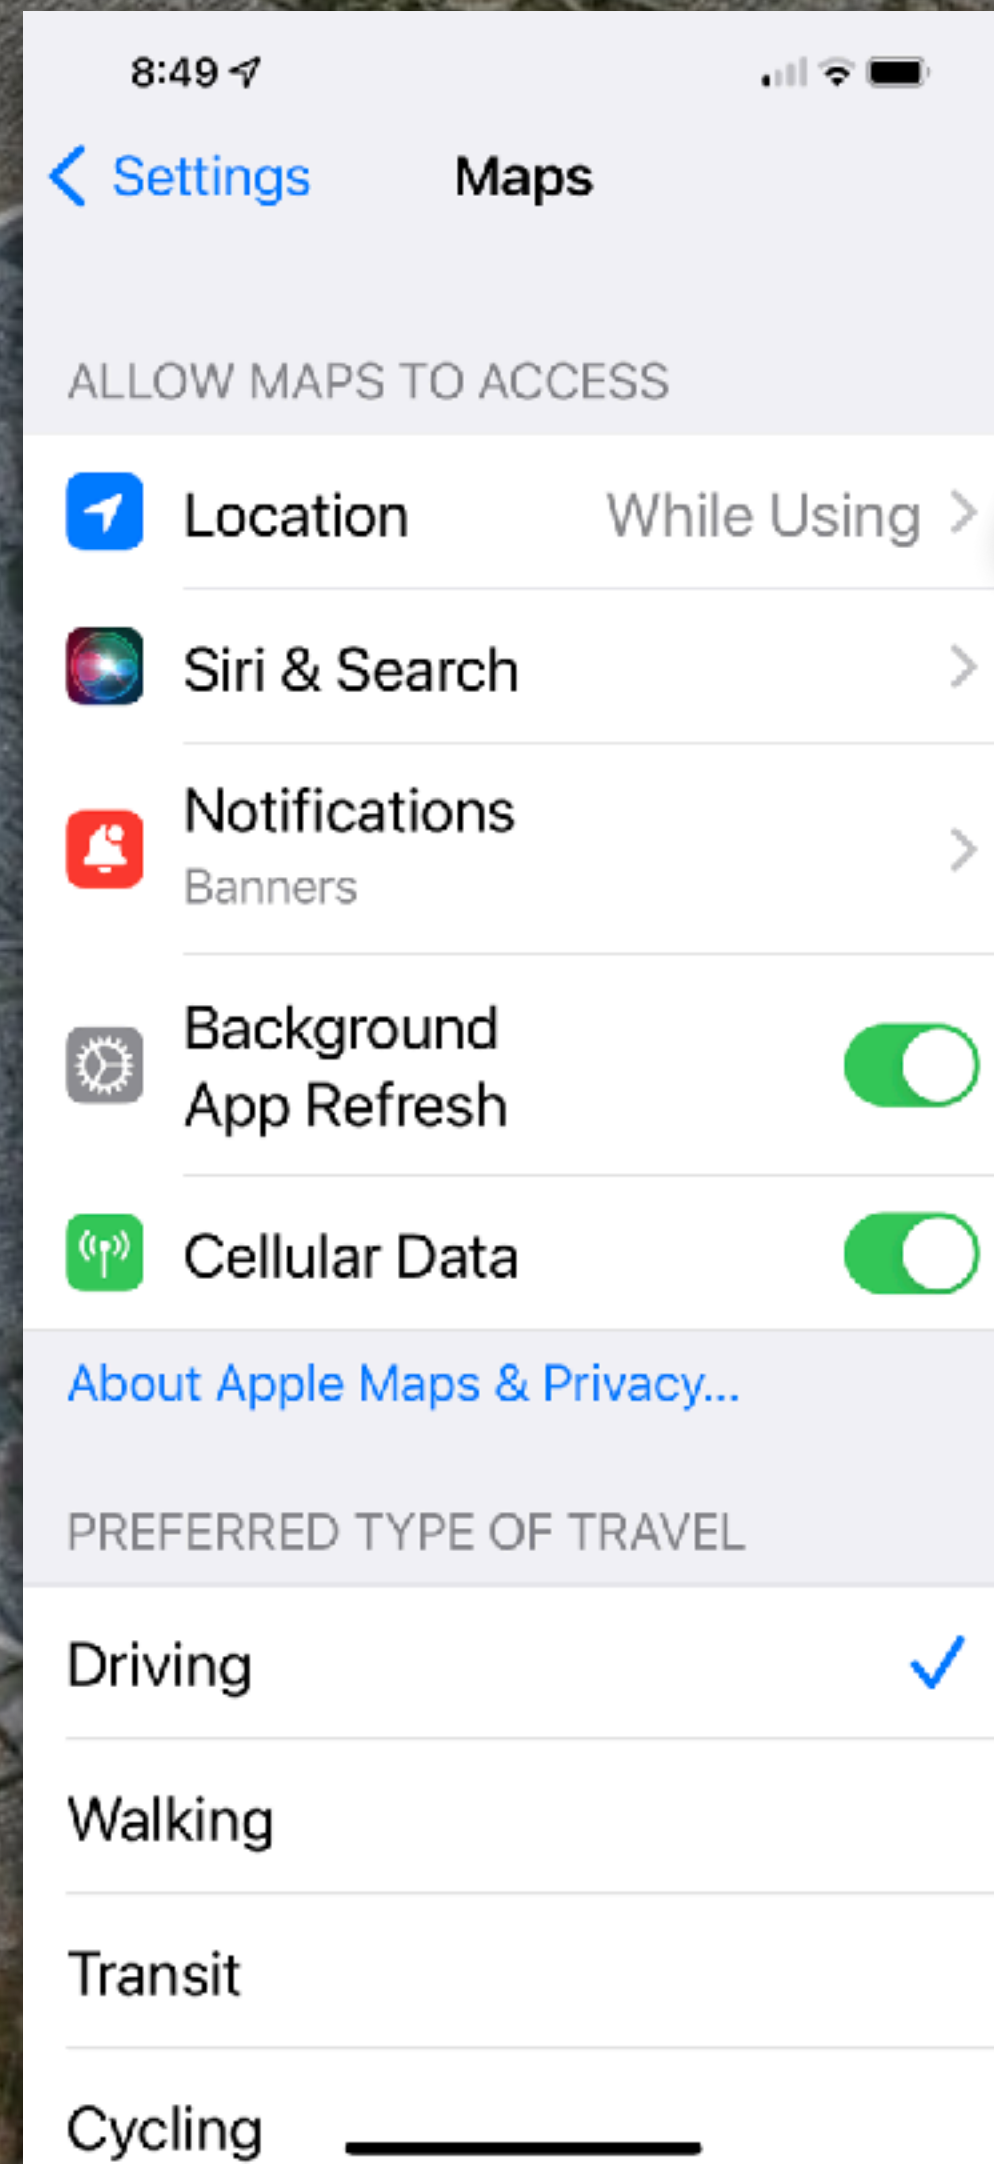 8:49
Settings
Maps
ALLOW MAPS TO ACCESS
Location While Using
Siri & Search
Notifications
Banners
Background
App Refresh
Cellular Data
About Apple Maps & Privacy...
PREFERRED TYPE OF TRAVEL
Driving
Walking
Transit
Cycling